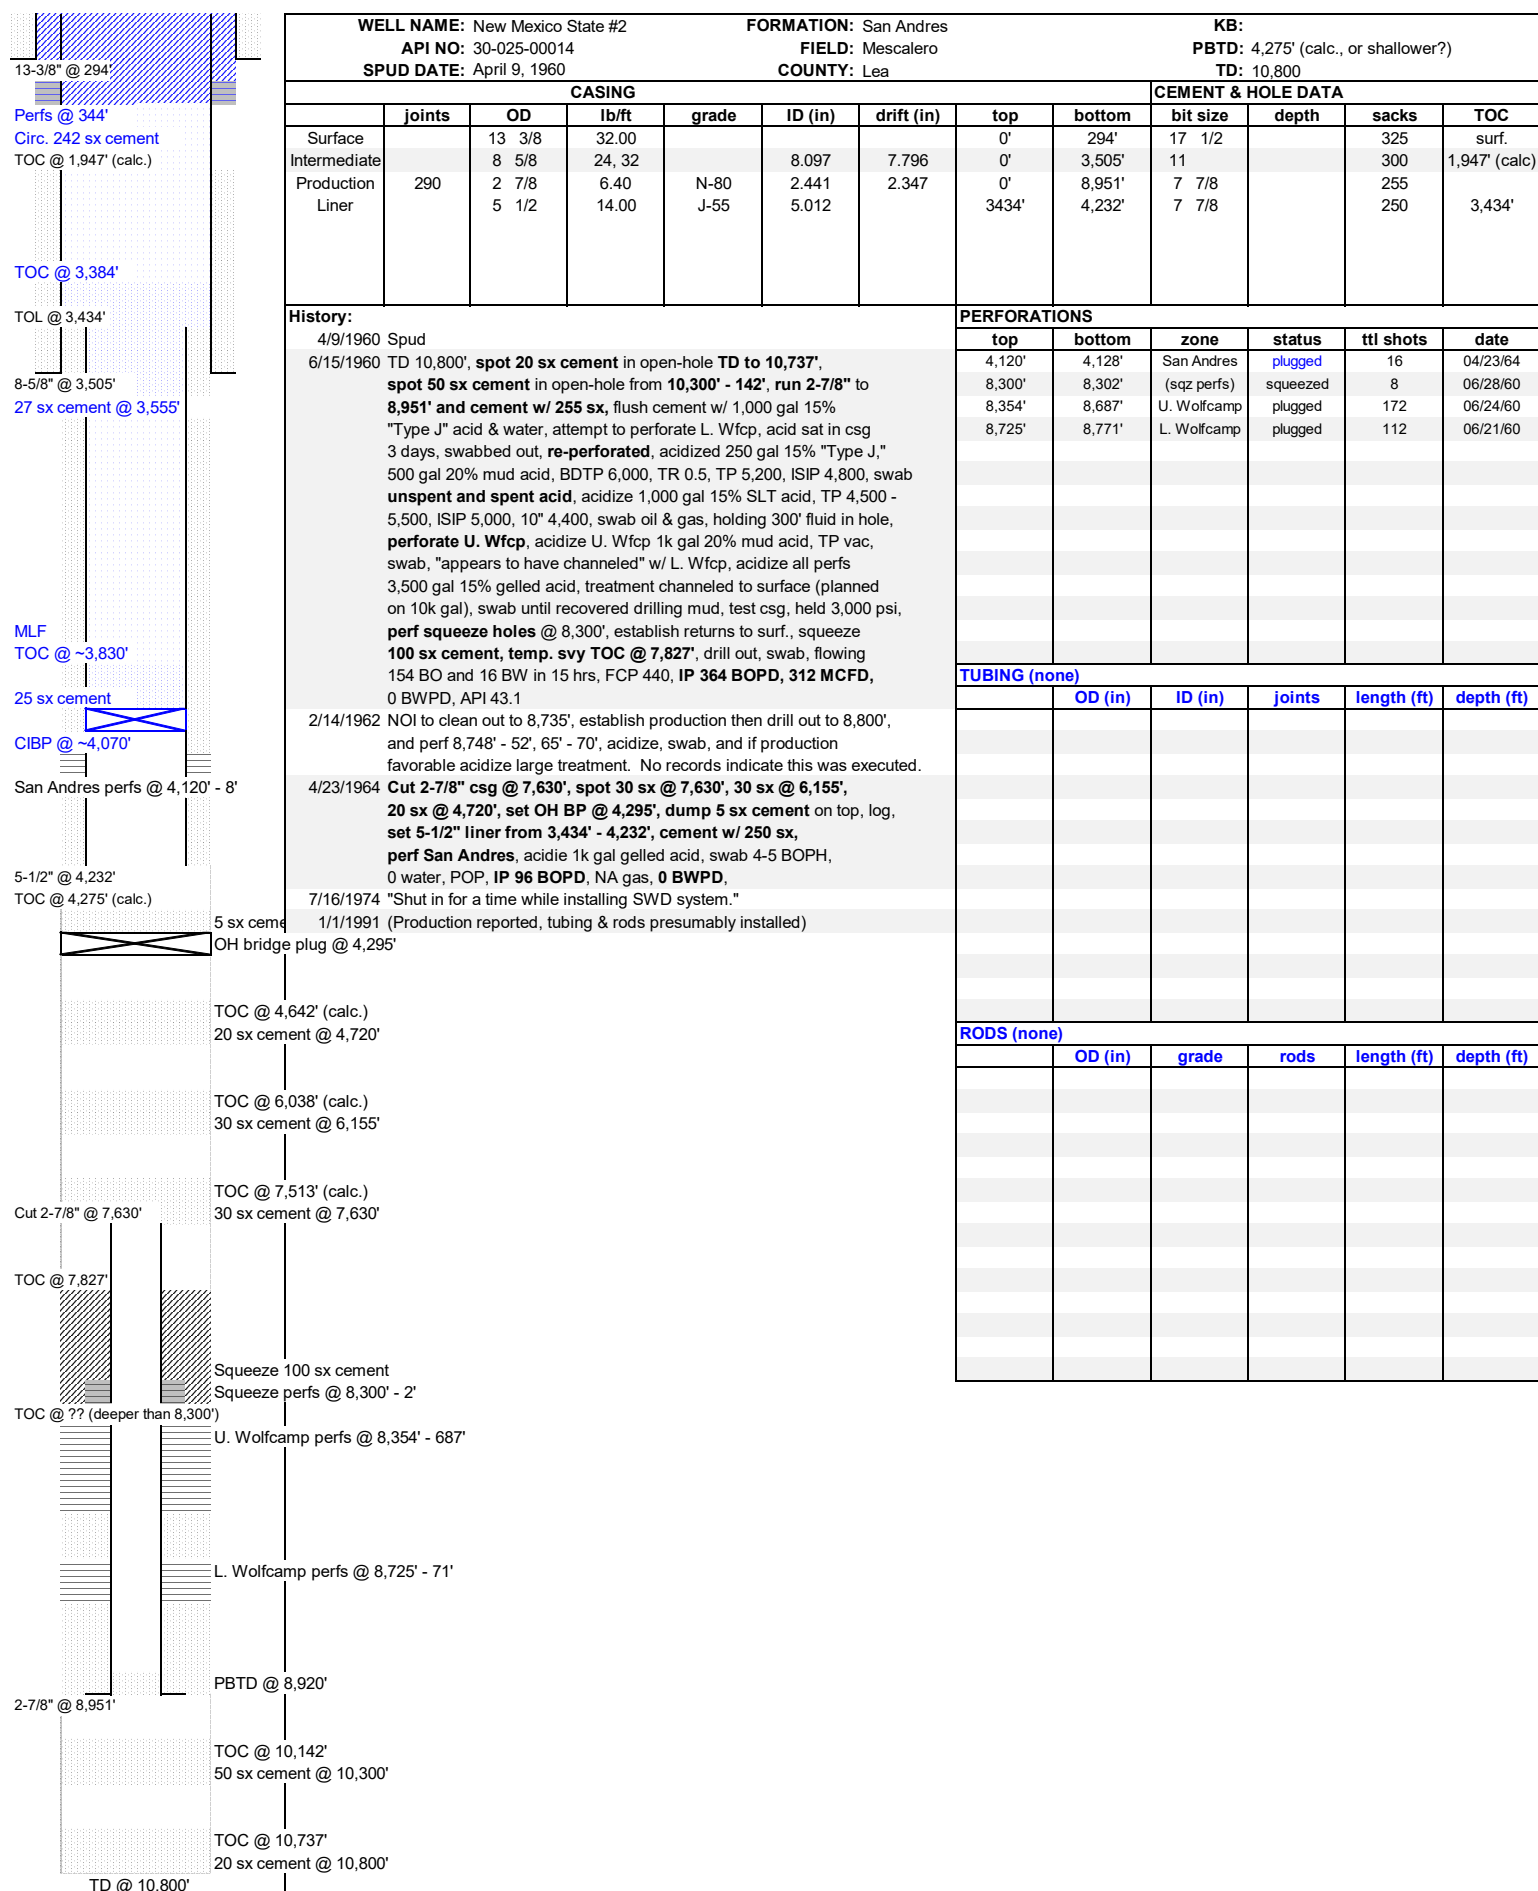 WELL NAME: New Mexico State #2 FORMATION: San Andres KB:
API NO: 30-025-00014 FIELD: Mescalero PBTD: 4,275' (calc., or shallower?)
SPUD DATE: April 9, 1960 COUNTY: Lea TD: 10,800
CASING CEMENT & HOLE DATA
joints OD lb/ft grade ID (in) drift (in) top bottom bit size depth sacks TOC
Surface 13 3/8 32.00 0' 294' 17 1/2 325 surf.
Intermediate 8 5/8 24, 32 8.097 7.796 0' 3,505' 11 300 1,947' (calc)
Production 290 2 7/8 6.40 N-80 2.441 2.347 0' 8,951' 7 7/8 255
Liner 5 1/2 14.00 J-55 5.012 3434' 4,232' 7 7/8 250 3,434'
13-3/8" @ 294'
Perfs @ 344'
Circ. 242 sx cement
TOC @ 1,947' (calc.)
TOC @ 3,384'
TOL @ 3,434'
8-5/8" @ 3,505'
27 sx cement @ 3,555'
MLF
TOC @ ~3,830'
25 sx cement
CIBP @ ~4,070'
San Andres perfs @ 4,120' - 8'
5-1/2" @ 4,232'
TOC @ 4,275' (calc.)
5 sx ceme
OH bridge plug @ 4,295'
TOC @ 4,642' (calc.)
20 sx cement @ 4,720'
TOC @ 6,038' (calc.)
30 sx cement @ 6,155'
TOC @ 7,513' (calc.)
Cut 2-7/8" @ 7,630'
30 sx cement @ 7,630'
TOC @ 7,827'
Squeeze 100 sx cement
Squeeze perfs @ 8,300' - 2'
TOC @ ?? (deeper than 8,300')
U. Wolfcamp perfs @ 8,354' - 687'
L. Wolfcamp perfs @ 8,725' - 71'
PBTD @ 8,920'
2-7/8" @ 8,951'
TOC @ 10,142'
50 sx cement @ 10,300'
TOC @ 10,737'
20 sx cement @ 10,800'
TD @ 10,800'
History:
4/9/1960 Spud
6/15/1960 TD 10,800', spot 20 sx cement in open-hole TD to 10,737',
spot 50 sx cement in open-hole from 10,300' - 142', run 2-7/8" to
8,951' and cement w/ 255 sx, flush cement w/ 1,000 gal 15%
"Type J" acid & water, attempt to perforate L. Wfcp, acid sat in csg
3 days, swabbed out, re-perforated, acidized 250 gal 15% "Type J,"
500 gal 20% mud acid, BDTP 6,000, TR 0.5, TP 5,200, ISIP 4,800, swab
unspent and spent acid, acidize 1,000 gal 15% SLT acid, TP 4,500 -
5,500, ISIP 5,000, 10" 4,400, swab oil & gas, holding 300' fluid in hole,
perforate U. Wfcp, acidize U. Wfcp 1k gal 20% mud acid, TP vac,
swab, "appears to have channeled" w/ L. Wfcp, acidize all perfs
3,500 gal 15% gelled acid, treatment channeled to surface (planned
on 10k gal), swab until recovered drilling mud, test csg, held 3,000 psi,
perf squeeze holes @ 8,300', establish returns to surf., squeeze
100 sx cement, temp. svy TOC @ 7,827', drill out, swab, flowing
154 BO and 16 BW in 15 hrs, FCP 440, IP 364 BOPD, 312 MCFD,
0 BWPD, API 43.1
2/14/1962 NOI to clean out to 8,735', establish production then drill out to 8,800',
and perf 8,748' - 52', 65' - 70', acidize, swab, and if production
favorable acidize large treatment. No records indicate this was executed.
4/23/1964 Cut 2-7/8" csg @ 7,630', spot 30 sx @ 7,630', 30 sx @ 6,155',
20 sx @ 4,720', set OH BP @ 4,295', dump 5 sx cement on top, log,
set 5-1/2" liner from 3,434' - 4,232', cement w/ 250 sx,
perf San Andres, acidie 1k gal gelled acid, swab 4-5 BOPH,
0 water, POP, IP 96 BOPD, NA gas, 0 BWPD,
7/16/1974 "Shut in for a time while installing SWD system."
1/1/1991 (Production reported, tubing & rods presumably installed)
PERFORATIONS
top bottom zone status ttl shots date
4,120' 4,128' San Andres plugged 16 04/23/64
8,300' 8,302' (sqz perfs) squeezed 8 06/28/60
8,354' 8,687' U. Wolfcamp plugged 172 06/24/60
8,725' 8,771' L. Wolfcamp plugged 112 06/21/60
TUBING (none)
OD (in) ID (in) joints length (ft) depth (ft)
RODS (none)
OD (in) grade rods length (ft) depth (ft)